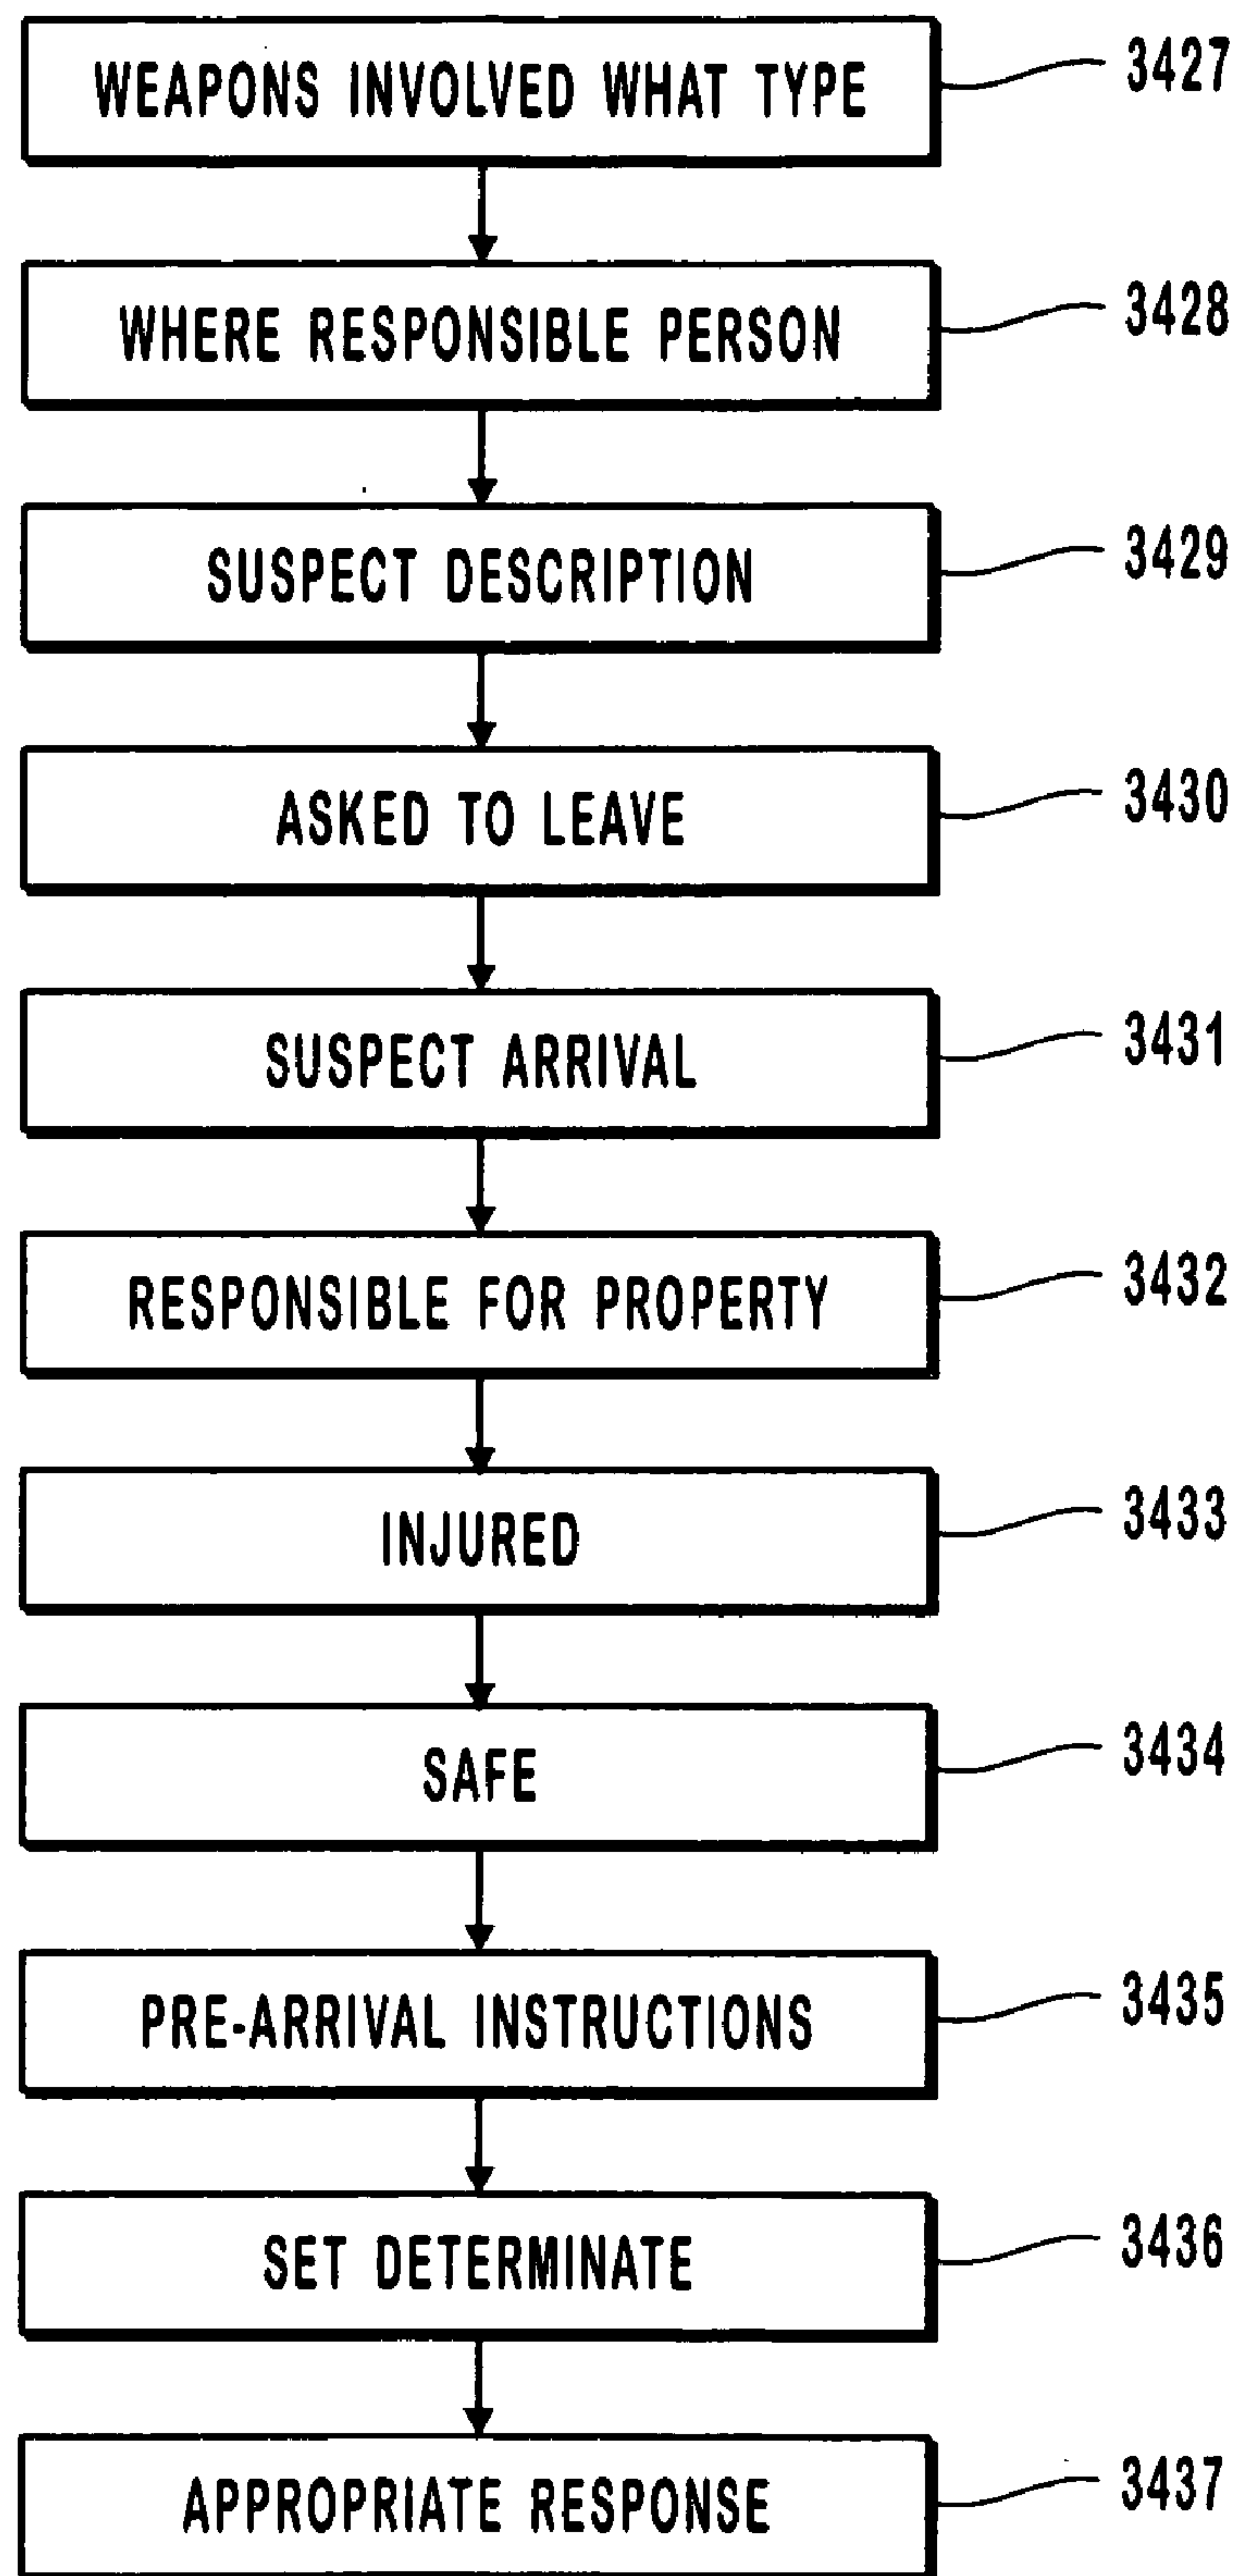 WEAPONS INVOLVED WHAT TYPE 3427
WHERE RESPONSIBLE PERSON 3428
SUSPECT DESCRIPTION 3429
ASKED TO LEAVE 3430
SUSPECT ARRIVAL 3431
RESPONSIBLE FOR PROPERTY 3432
INJURED 3433
SAFE 3434
PRE-ARRIVAL INSTRUCTIONS 3435
SET DETERMINATE 3436
APPROPRIATE RESPONSE 3437